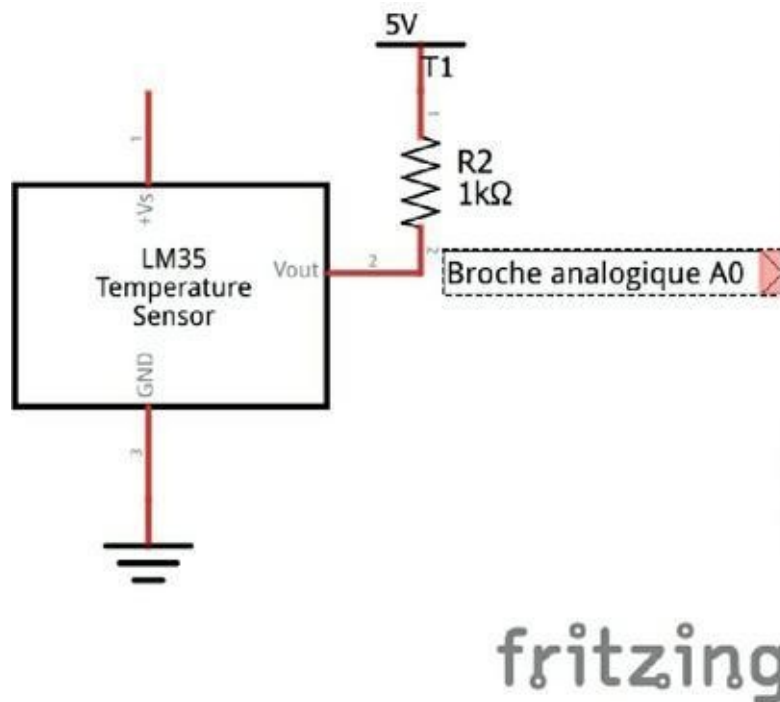 5V
T1
1
1
R2
1kΩ
+Vs
2
LM35
Temperature
Sensor
Vout
2
Broche analogique A0
GND
3
fritzing